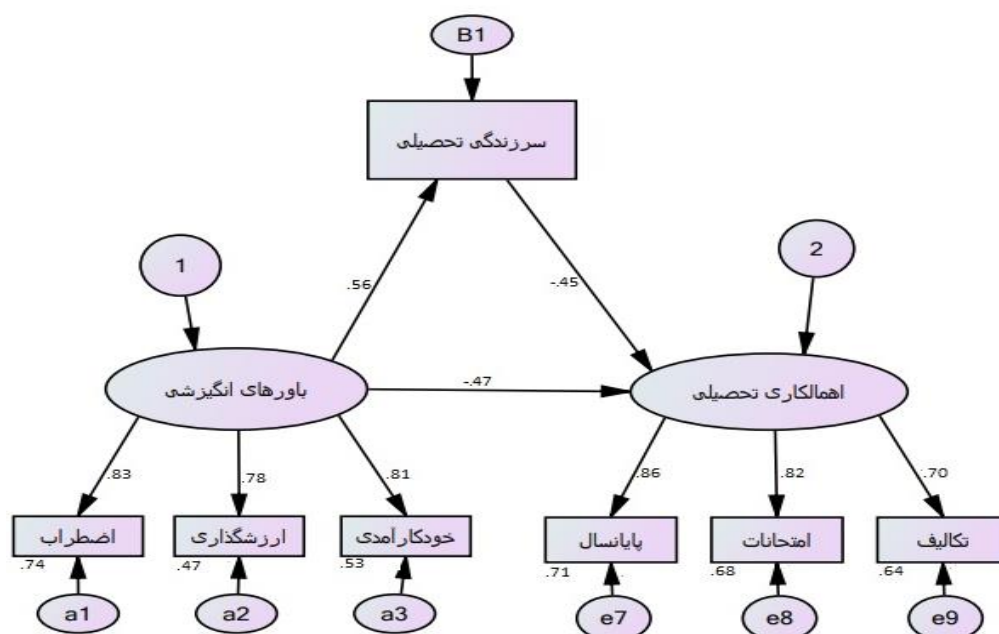 B1
سرزندگی تحصیلی
1
2
.56
-.45
باورهای انگیزشی
-.47
اهمالکاری تحصیلی
.83
.78
.81
.86
.82
.70
اضطراب
ارزشگذاری
خودکارآمدی
پایانسال
امتحانات
تکالیف
.74
.47
.53
.71
.68
.64
a1
a2
a3
e7
e8
e9